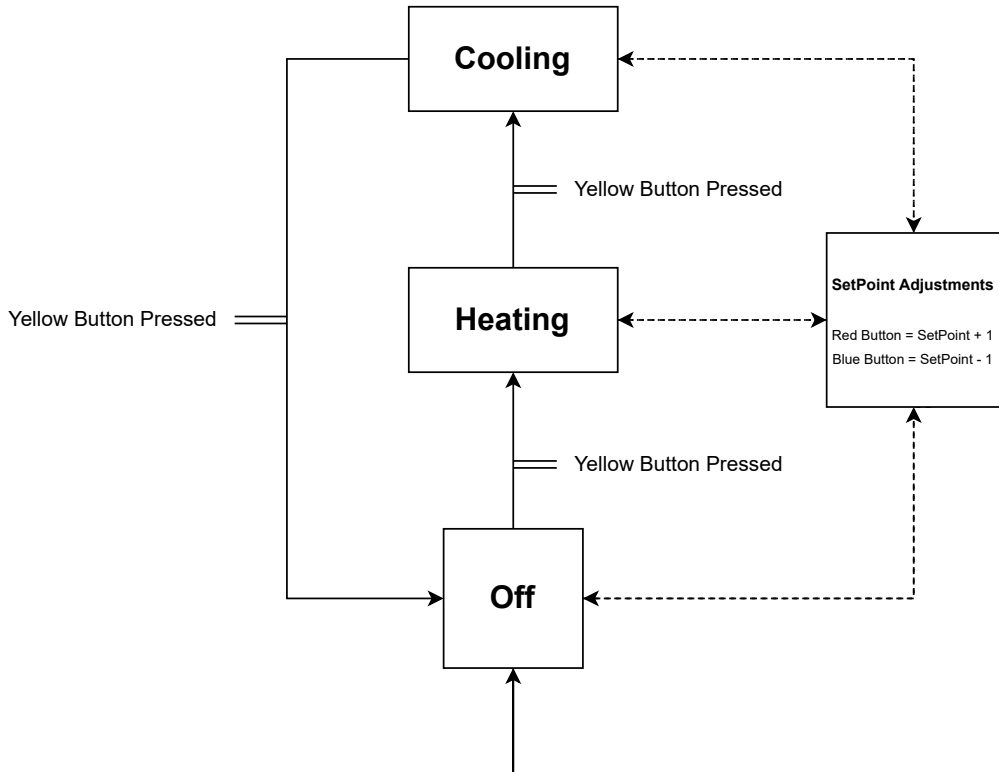 Cooling
Yellow Button Pressed
SetPoint Adjustments
Yellow Button Pressed
Heating
Red Button = SetPoint + 1
Blue Button = SetPoint - 1
Yellow Button Pressed
Off